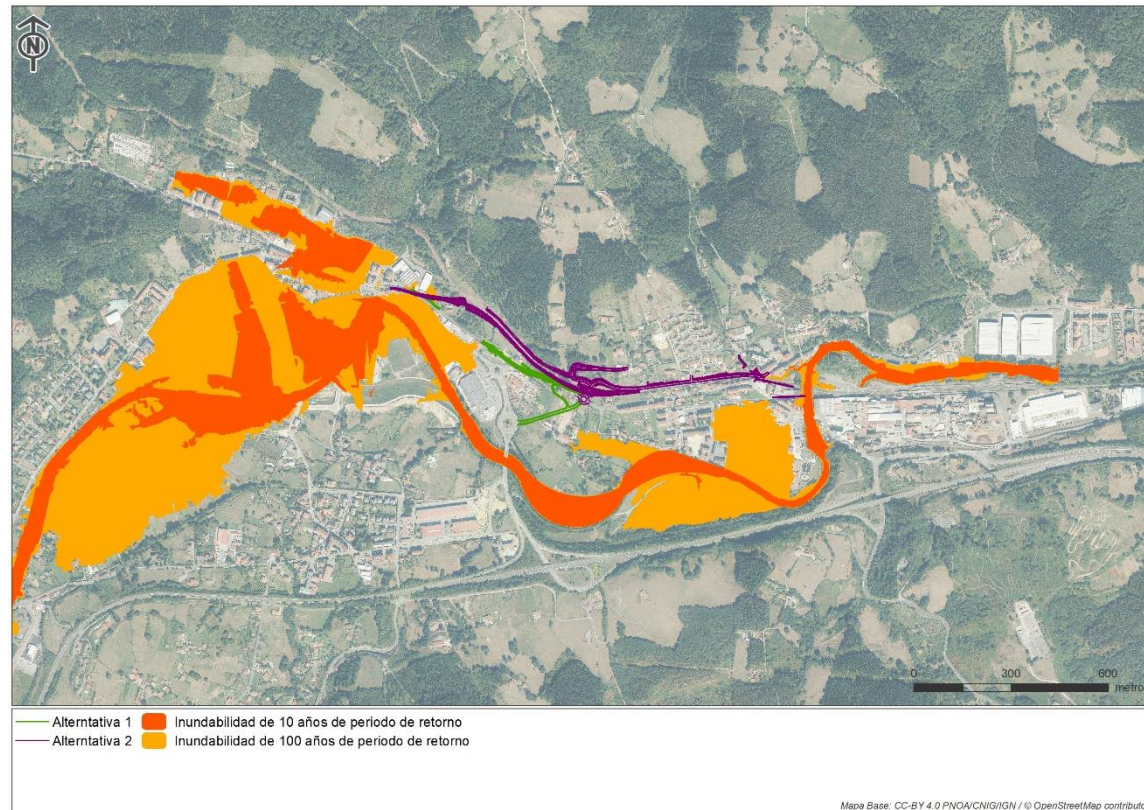 N
0 300 600
metro
Alterntativa 1 Inundabilidad de 10 años de periodo de retorno
Alterntativa 2 Inundabilidad de 100 años de periodo de retorno
Mapa Base: CC-BY 4.0 PNOA/CNIG/IGN / © OpenStreetMap contributo